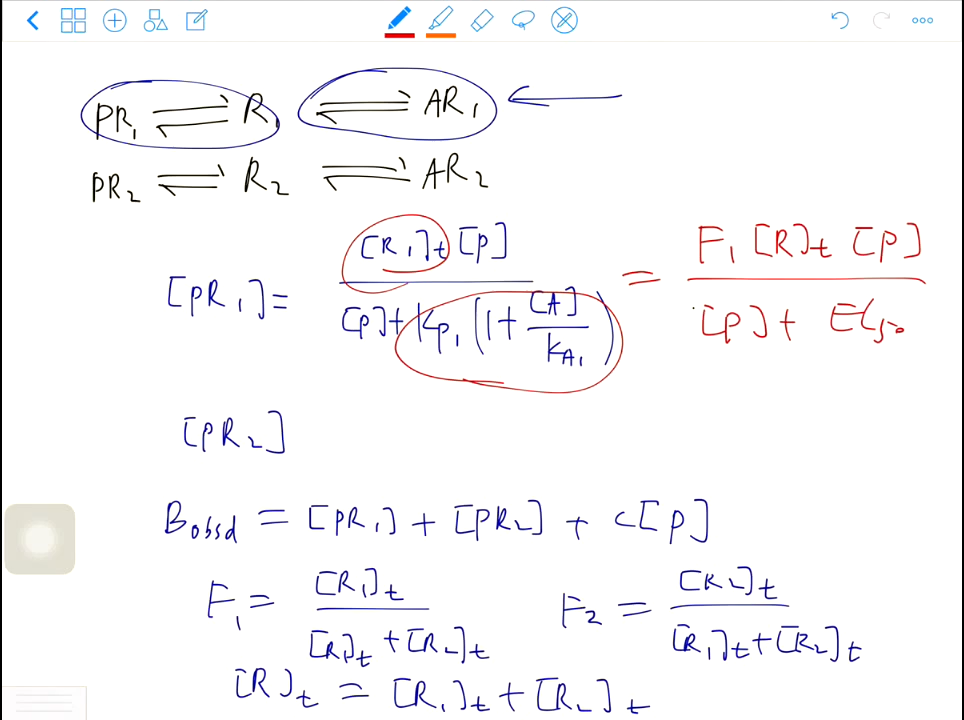 PR₁ ⇌ R₁ ⇌ AR₁ ←
PR₂ ⇌ R₂ ⇌ AR₂
[PR₁] = [R₁]t [P] / ([P] + Kp₁ (1 + [A] / KA₁)) = F₁ [R]t [P] / ([P] + EC₅₀)
[PR₂]
Bobsd = [PR₁] + [PR₂] + C[P]
F₁ = [R₁]t / ([R₁]t + [R₂]t) F₂ = [R₂]t / ([R₁]t + [R₂]t)
[R]t = [R₁]t + [R₂]t